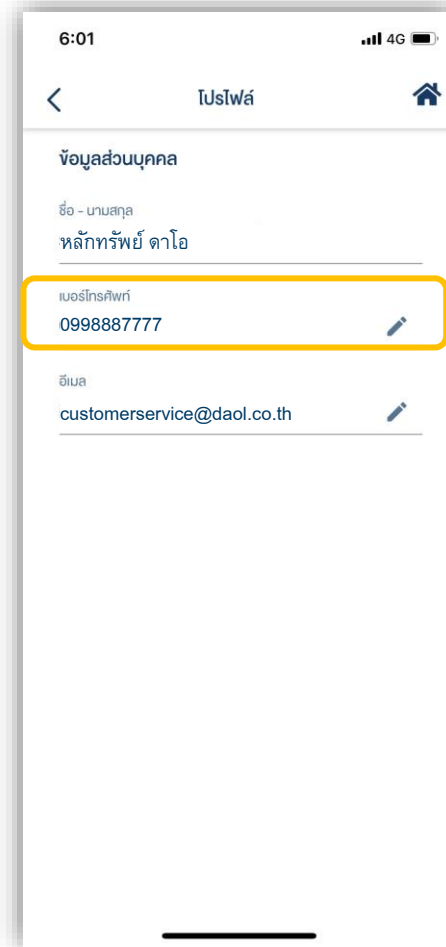 6:01
4G
โปรไฟล์
ข้อมูลส่วนบุคคล
ชื่อ - นามสกุล
หลักทรัพย์ ดาโอ
เบอร์โทรศัพท์
0998887777
อีเมล
customerservice@daol.co.th